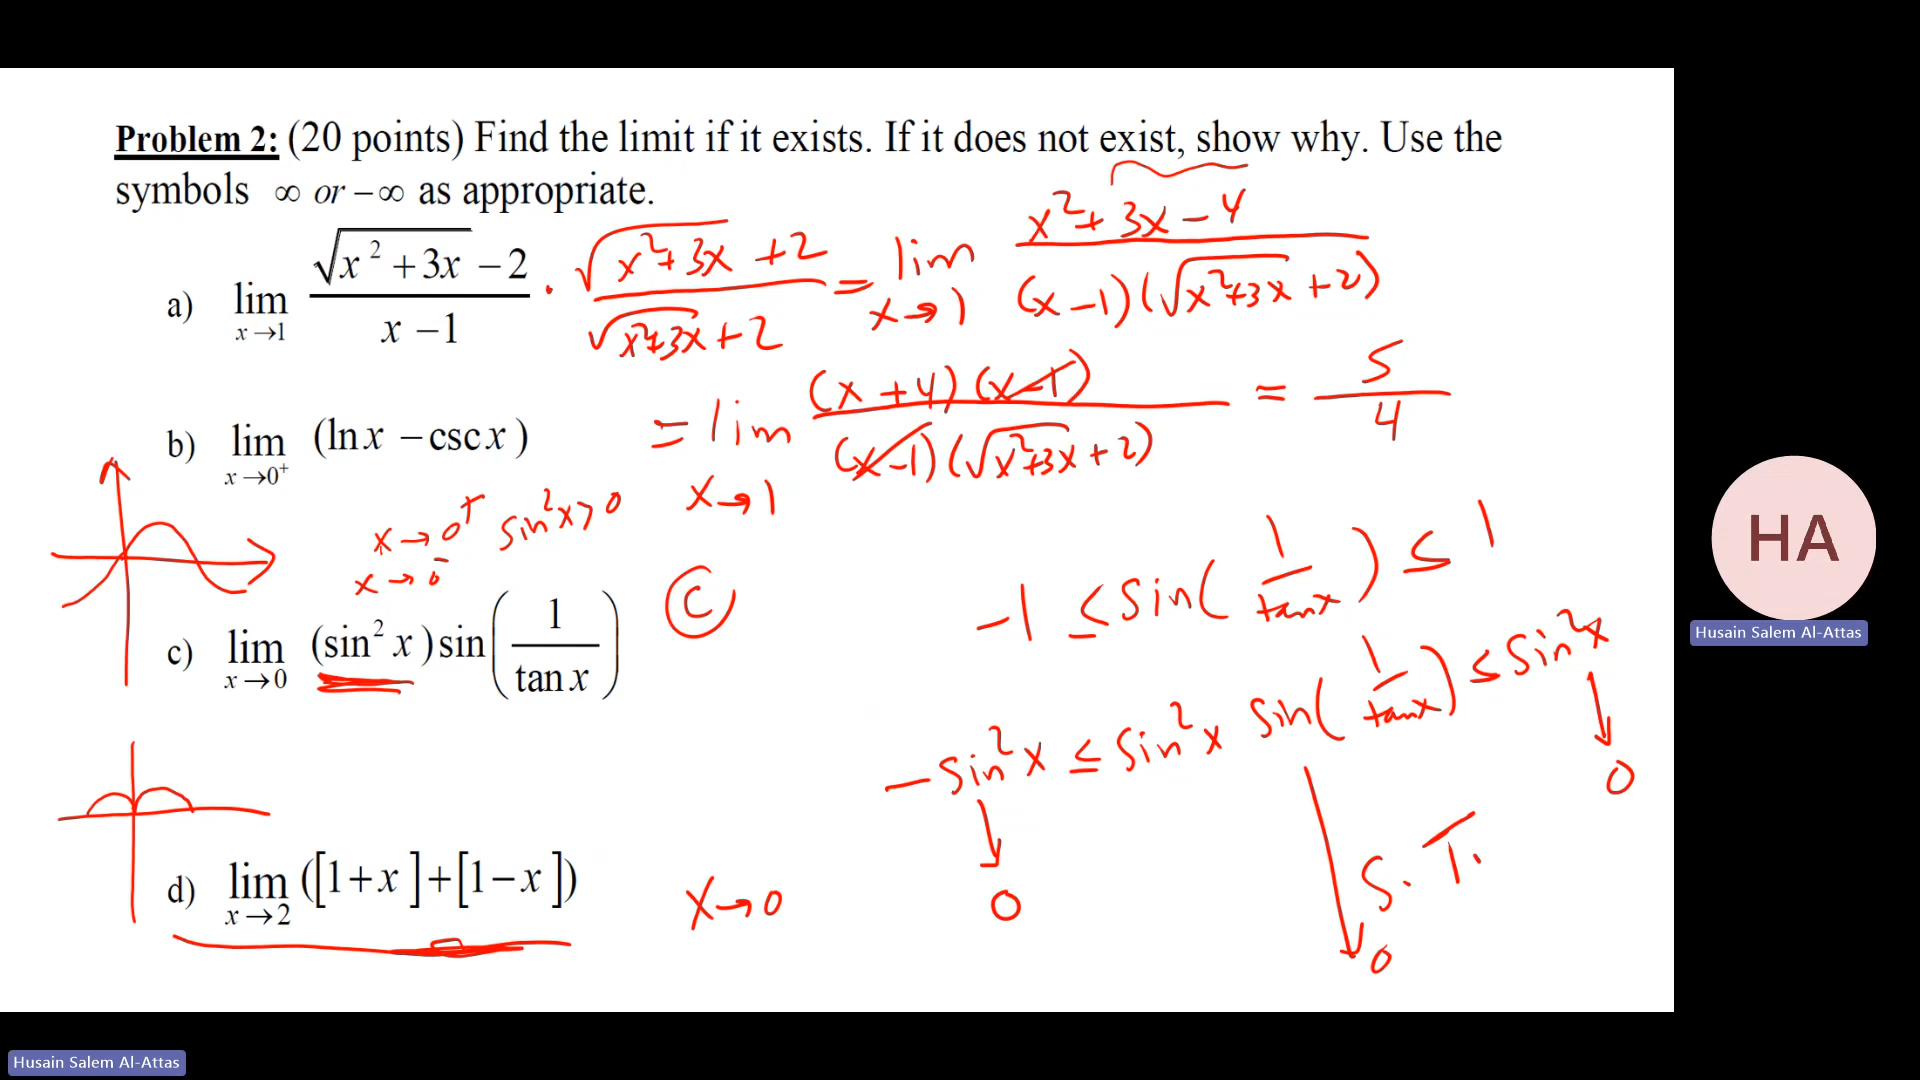 Problem 2: (20 points) Find the limit if it exists. If it does not exist, show why. Use the
symbols ∞ or −∞ as appropriate.
a) lim x→1 (√(x² + 3x) − 2)/(x − 1) · (√(x²+3x) + 2)/(√(x²+3x) + 2) = lim x→1 (x² + 3x − 4)/((x−1)(√(x²+3x) + 2))
= lim x→1 ((x + 4)(x−1))/((x−1)(√(x²+3x) + 2)) = 5/4
b) lim x→0⁺ (ln x − csc x)
x→0⁺ sin²x > 0
x→0⁻
c) lim x→0 (sin² x) sin(1/tan x)
C
−1 ≤ sin(1/tanx) ≤ 1
−sin²x ≤ sin²x sin(1/tanx) ≤ sin²x
0
0
S.T.
0
d) lim x→2 ([1+x]+[1−x])
x→0
HA
Husain Salem Al-Attas
Husain Salem Al-Attas